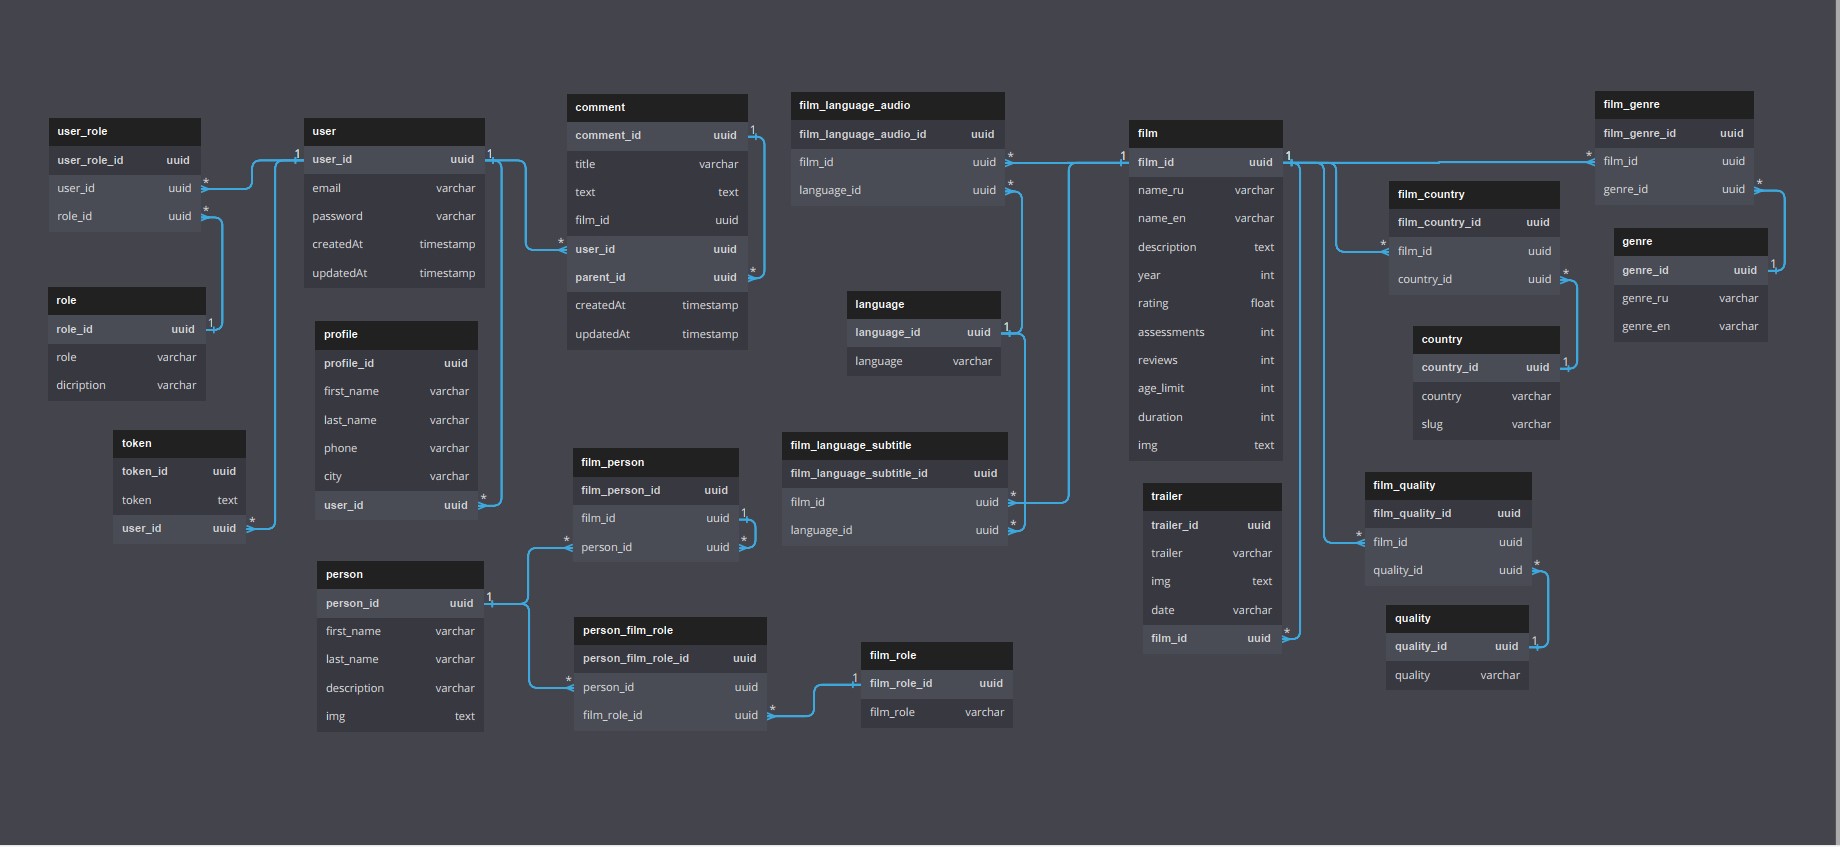 user_role
user_role_id uuid
user_id uuid *
role_id uuid *
role
role_id uuid 1
role varchar
dicription varchar
token
token_id uuid
token text
user_id uuid *
1 user
user_id uuid 1
email varchar
password varchar
createdAt timestamp
updatedAt timestamp
profile
profile_id uuid
first_name varchar
last_name varchar
phone varchar
city varchar
user_id uuid *
person
person_id uuid 1
first_name varchar
last_name varchar
description varchar
img text
comment
comment_id uuid 1
title varchar
text text
film_id uuid
* user_id uuid
parent_id uuid *
createdAt timestamp
updatedAt timestamp
film_person
film_person_id uuid
film_id uuid 1
* person_id uuid *
person_film_role
person_film_role_id uuid
* person_id uuid
film_role_id uuid *
film_language_audio
film_language_audio_id uuid
film_id uuid *
language_id uuid *
language
language_id uuid 1
language varchar
film_language_subtitle
film_language_subtitle_id uuid
film_id uuid *
language_id uuid *
film_role
1 film_role_id uuid
film_role varchar
film
1 film_id uuid 1
name_ru varchar
name_en varchar
description text
year int
rating float
assessments int
reviews int
age_limit int
duration int
img text
trailer
trailer_id uuid
trailer varchar
img text
date varchar
film_id uuid *
film_country
film_country_id uuid
* film_id uuid
country_id uuid *
country
country_id uuid 1
country varchar
slug varchar
film_quality
film_quality_id uuid
* film_id uuid
quality_id uuid *
quality
quality_id uuid 1
quality varchar
film_genre
film_genre_id uuid
* film_id uuid
genre_id uuid *
genre
genre_id uuid 1
genre_ru varchar
genre_en varchar